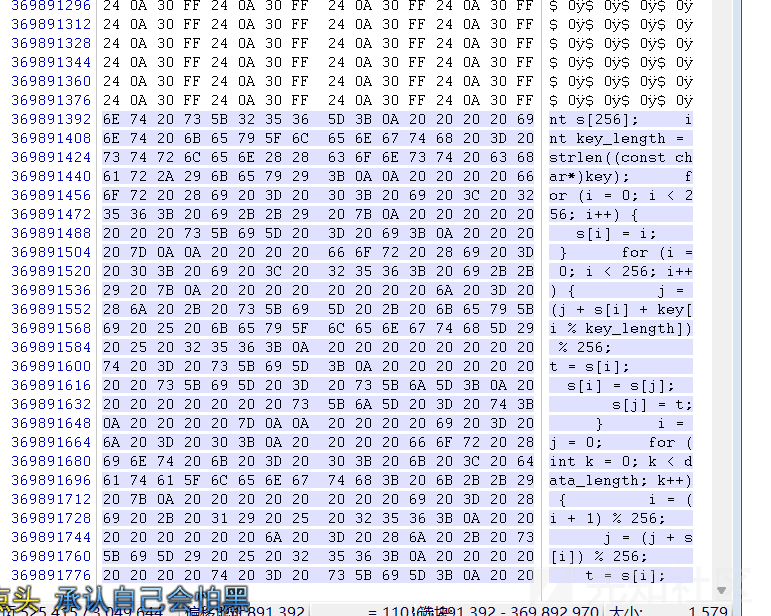 369891296 24 0A 30 FF 24 0A 30 FF 24 0A 30 FF 24 0A 30 FF $ 0ÿ$ 0ÿ$ 0ÿ$ 0ÿ
369891312 24 0A 30 FF 24 0A 30 FF 24 0A 30 FF 24 0A 30 FF $ 0ÿ$ 0ÿ$ 0ÿ$ 0ÿ
369891328 24 0A 30 FF 24 0A 30 FF 24 0A 30 FF 24 0A 30 FF $ 0ÿ$ 0ÿ$ 0ÿ$ 0ÿ
369891344 24 0A 30 FF 24 0A 30 FF 24 0A 30 FF 24 0A 30 FF $ 0ÿ$ 0ÿ$ 0ÿ$ 0ÿ
369891360 24 0A 30 FF 24 0A 30 FF 24 0A 30 FF 24 0A 30 FF $ 0ÿ$ 0ÿ$ 0ÿ$ 0ÿ
369891376 24 0A 30 FF 24 0A 30 FF 24 0A 30 FF 24 0A 30 FF $ 0ÿ$ 0ÿ$ 0ÿ$ 0ÿ
369891392 6E 74 20 73 5B 32 35 36 5D 3B 0A 20 20 20 20 69 nt s[256];     i
369891408 6E 74 20 6B 65 79 5F 6C 65 6E 67 74 68 20 3D 20 nt key_length =
369891424 73 74 72 6C 65 6E 28 28 63 6F 6E 73 74 20 63 68 strlen((const ch
369891440 61 72 2A 29 6B 65 79 29 3B 0A 0A 20 20 20 20 66 ar*)key);      f
369891456 6F 72 20 28 69 20 3D 20 30 3B 20 69 20 3C 20 32 or (i = 0; i < 2
369891472 35 36 3B 20 69 2B 2B 29 20 7B 0A 20 20 20 20 20 56; i++) {
369891488 20 20 20 73 5B 69 5D 20 3D 20 69 3B 0A 20 20 20    s[i] = i;
369891504 20 7D 0A 0A 20 20 20 20 66 6F 72 20 28 69 20 3D  }      for (i =
369891520 20 30 3B 20 69 20 3C 20 32 35 36 3B 20 69 2B 2B  0; i < 256; i++
369891536 29 20 7B 0A 20 20 20 20 20 20 20 20 6A 20 3D 20 ) {         j =
369891552 28 6A 20 2B 20 73 5B 69 5D 20 2B 20 6B 65 79 5B (j + s[i] + key[
369891568 69 20 25 20 6B 65 79 5F 6C 65 6E 67 74 68 5D 29 i % key_length])
369891584 20 25 20 32 35 36 3B 0A 20 20 20 20 20 20 20 20  % 256;
369891600 74 20 3D 20 73 5B 69 5D 3B 0A 20 20 20 20 20 20 t = s[i];
369891616 20 20 73 5B 69 5D 20 3D 20 73 5B 6A 5D 3B 0A 20   s[i] = s[j];
369891632 20 20 20 20 20 20 20 73 5B 6A 5D 20 3D 20 74 3B        s[j] = t;
369891648 0A 20 20 20 20 7D 0A 0A 20 20 20 20 69 20 3D 20      }      i =
369891664 6A 20 3D 20 30 3B 0A 20 20 20 20 66 6F 72 20 28 j = 0;     for (
369891680 69 6E 74 20 6B 20 3D 20 30 3B 20 6B 20 3C 20 64 int k = 0; k < d
369891696 61 74 61 5F 6C 65 6E 67 74 68 3B 20 6B 2B 2B 29 ata_length; k++)
369891712 20 7B 0A 20 20 20 20 20 20 20 20 69 20 3D 20 28  {         i = (
369891728 69 20 2B 20 31 29 20 25 20 32 35 36 3B 0A 20 20 i + 1) % 256;
369891744 20 20 20 20 20 20 6A 20 3D 20 28 6A 20 2B 20 73       j = (j + s
369891760 5B 69 5D 29 20 25 20 32 35 36 3B 0A 20 20 20 20 [i]) % 256;
369891776 20 20 20 20 74 20 3D 20 73 5B 69 5D 3B 0A 20 20     t = s[i];
点头 承认自己会怕黑
5,049,644 891,392 = 110 91,392 - 369,892,970 大小: 1,579
先知社区